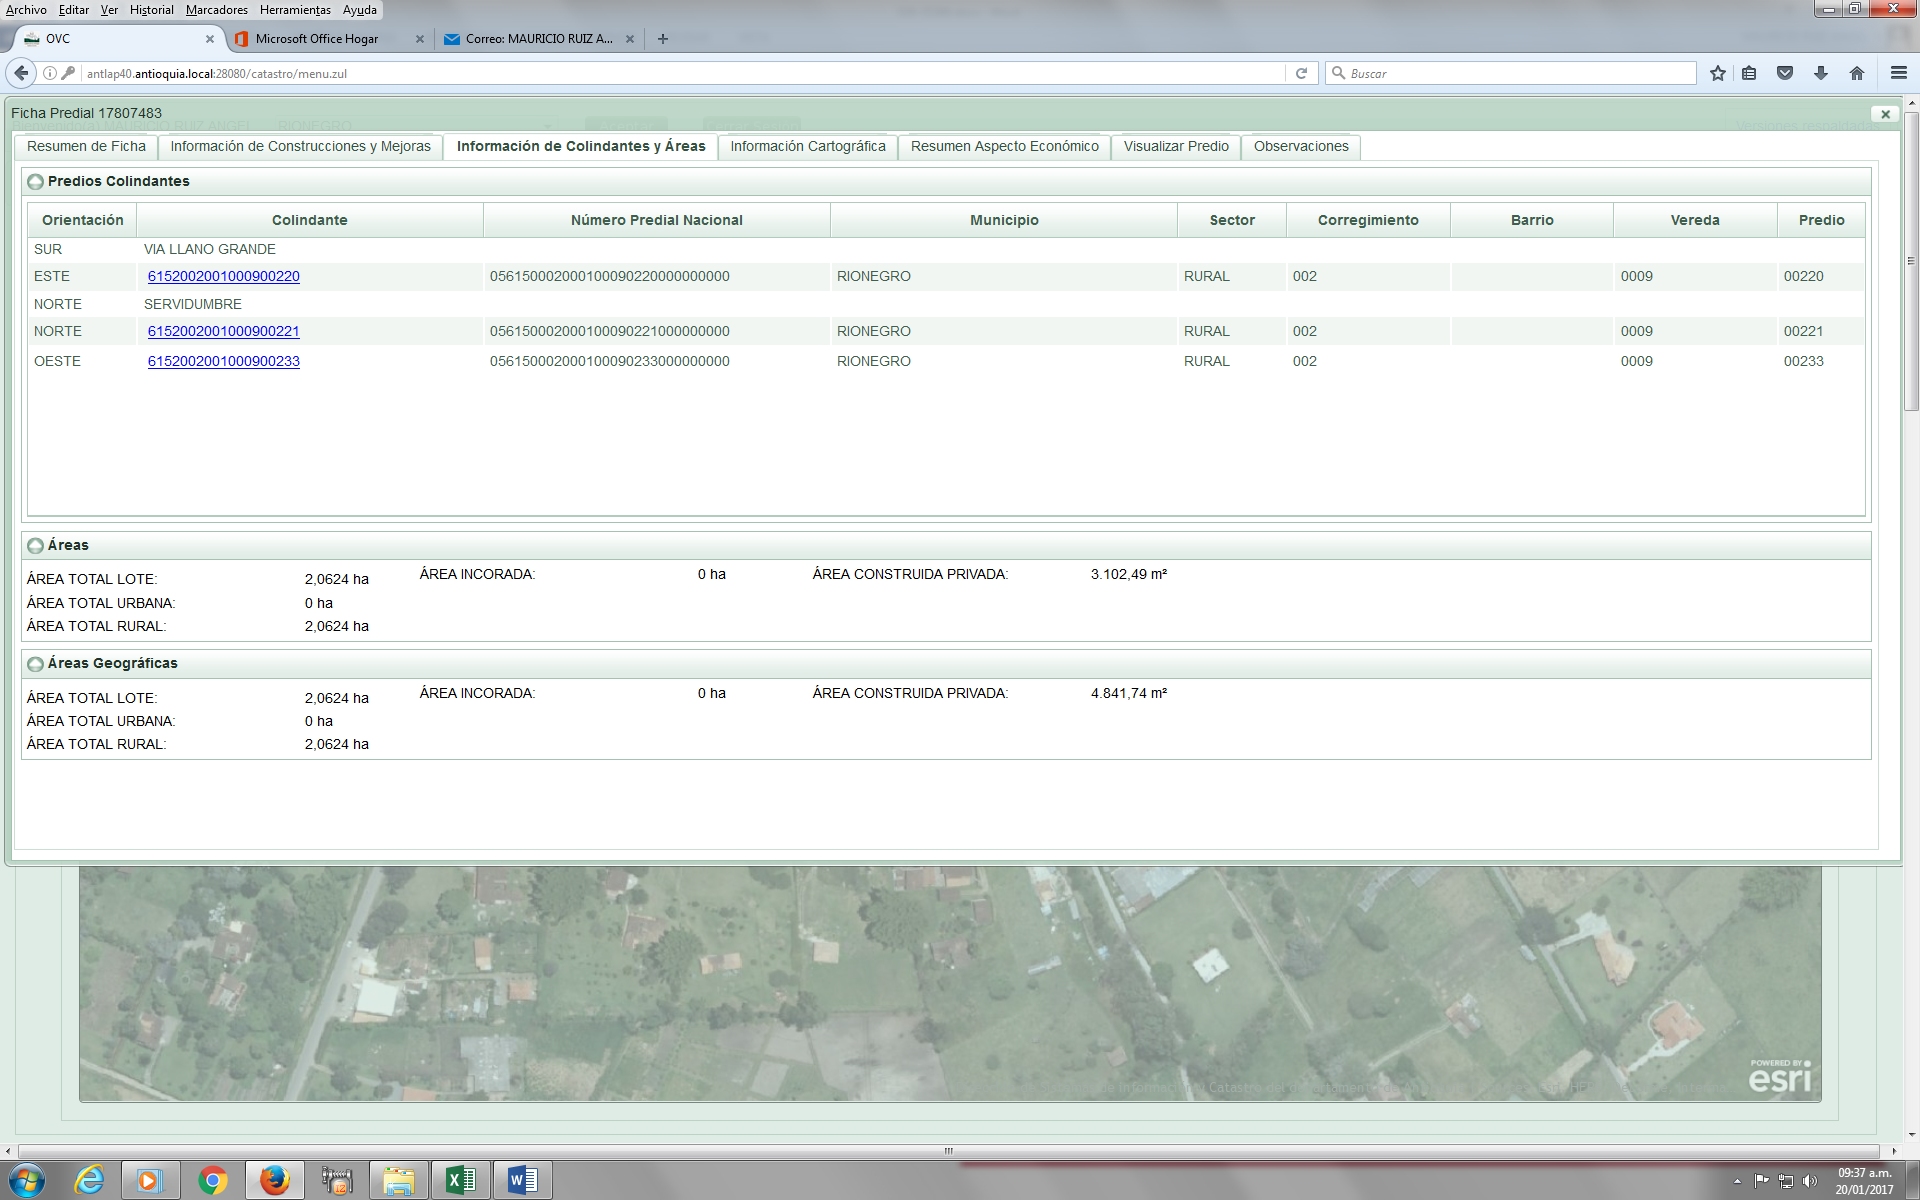 Archivo Editar Ver Historial Marcadores Herramientas Ayuda
OVC
Microsoft Office Hogar
Correo: MAURICIO RUIZ A...
antlap40.antioquia.local:28080/catastro/menu.zul
Buscar
Ficha Predial 17807483
Resumen de Ficha
Información de Construcciones y Mejoras
Información de Colindantes y Áreas
Información Cartográfica
Resumen Aspecto Económico
Visualizar Predio
Observaciones
Predios Colindantes
Orientación Colindante Número Predial Nacional Municipio Sector Corregimiento Barrio Vereda Predio
SUR VIA LLANO GRANDE
ESTE 6152002001000900220 056150002000100090220000000000 RIONEGRO RURAL 002 0009 00220
NORTE SERVIDUMBRE
NORTE 6152002001000900221 056150002000100090221000000000 RIONEGRO RURAL 002 0009 00221
OESTE 6152002001000900233 056150002000100090233000000000 RIONEGRO RURAL 002 0009 00233
Áreas
ÁREA TOTAL LOTE: 2,0624 ha ÁREA INCORADA: 0 ha ÁREA CONSTRUIDA PRIVADA: 3.102,49 m²
ÁREA TOTAL URBANA: 0 ha
ÁREA TOTAL RURAL: 2,0624 ha
Áreas Geográficas
ÁREA TOTAL LOTE: 2,0624 ha ÁREA INCORADA: 0 ha ÁREA CONSTRUIDA PRIVADA: 4.841,74 m²
ÁREA TOTAL URBANA: 0 ha
ÁREA TOTAL RURAL: 2,0624 ha
POWERED BY
esri
09:37 a.m.
20/01/2017